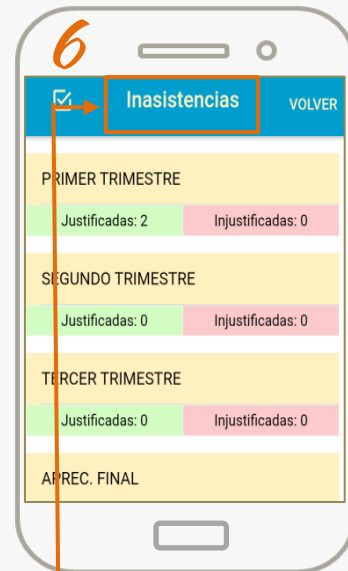 6
Inasistencias
VOLVER
PRIMER TRIMESTRE
Justificadas: 2 Injustificadas: 0
SEGUNDO TRIMESTRE
Justificadas: 0 Injustificadas: 0
TERCER TRIMESTRE
Justificadas: 0 Injustificadas: 0
APREC. FINAL